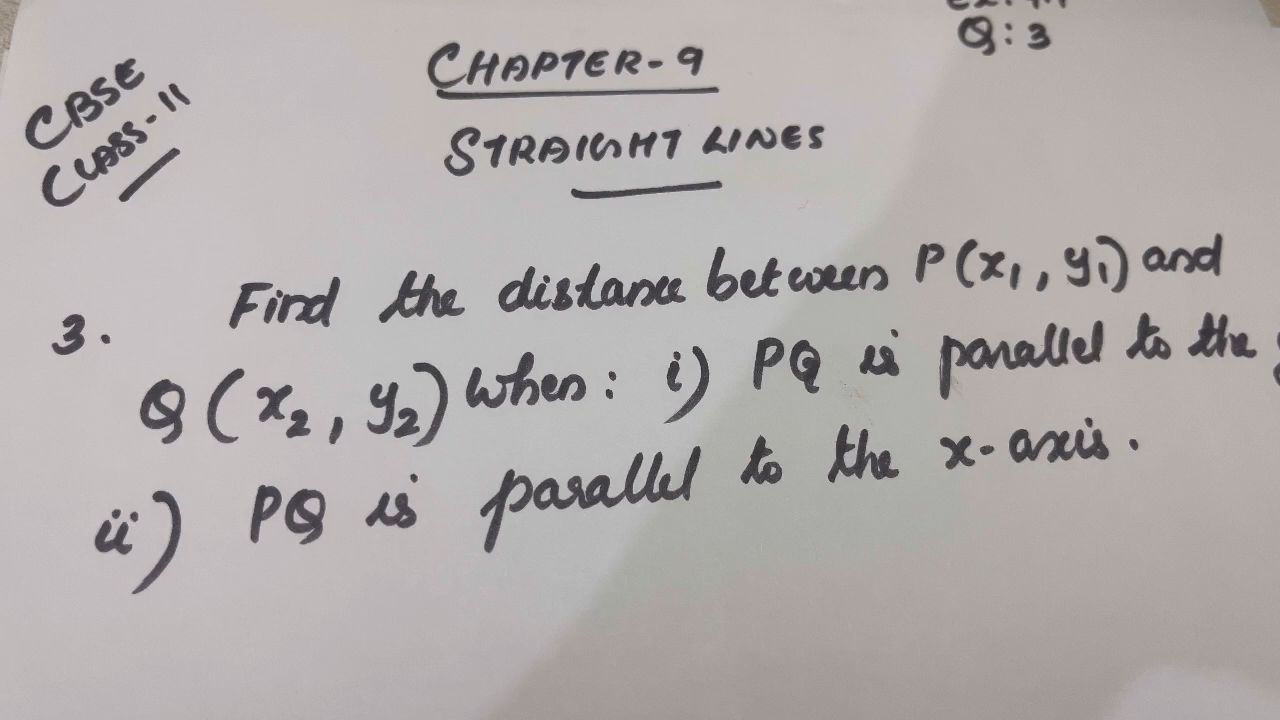 Q: 3
CHAPTER-9
CBSE
CLASS-11
STRAIGHT LINES
3. Find the distance between P(x₁, y₁) and
Q(x₂, y₂) when: i) PQ is parallel to the
ii) PQ is parallel to the x-axis.